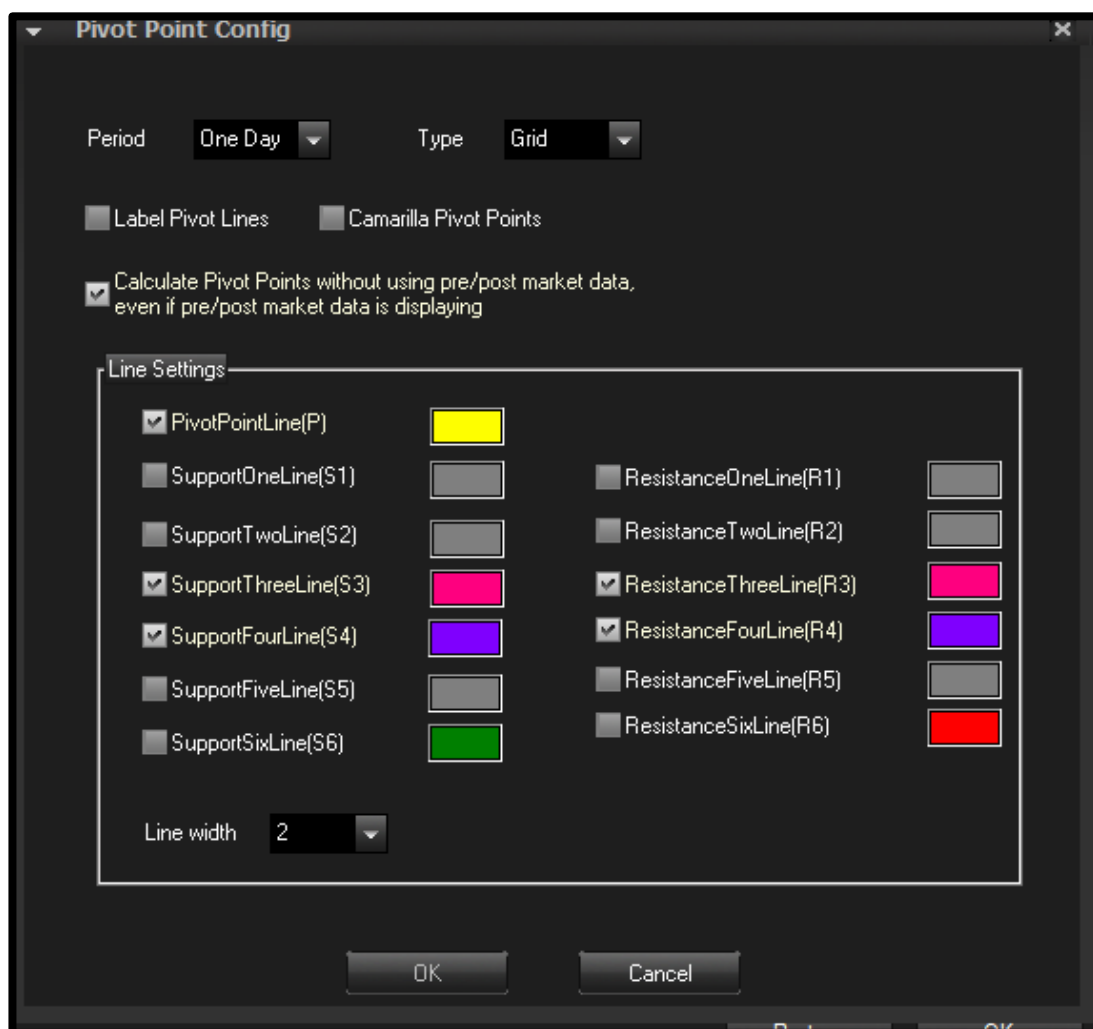 Pivot Point Config
Period One Day Type Grid
Label Pivot Lines Camarilla Pivot Points
Calculate Pivot Points without using pre/post market data,
even if pre/post market data is displaying
Line Settings
PivotPointLine(P)
SupportOneLine(S1) ResistanceOneLine(R1)
SupportTwoLine(S2) ResistanceTwoLine(R2)
SupportThreeLine(S3) ResistanceThreeLine(R3)
SupportFourLine(S4) ResistanceFourLine(R4)
SupportFiveLine(S5) ResistanceFiveLine(R5)
SupportSixLine(S6) ResistanceSixLine(R6)
Line width 2
OK Cancel
OK